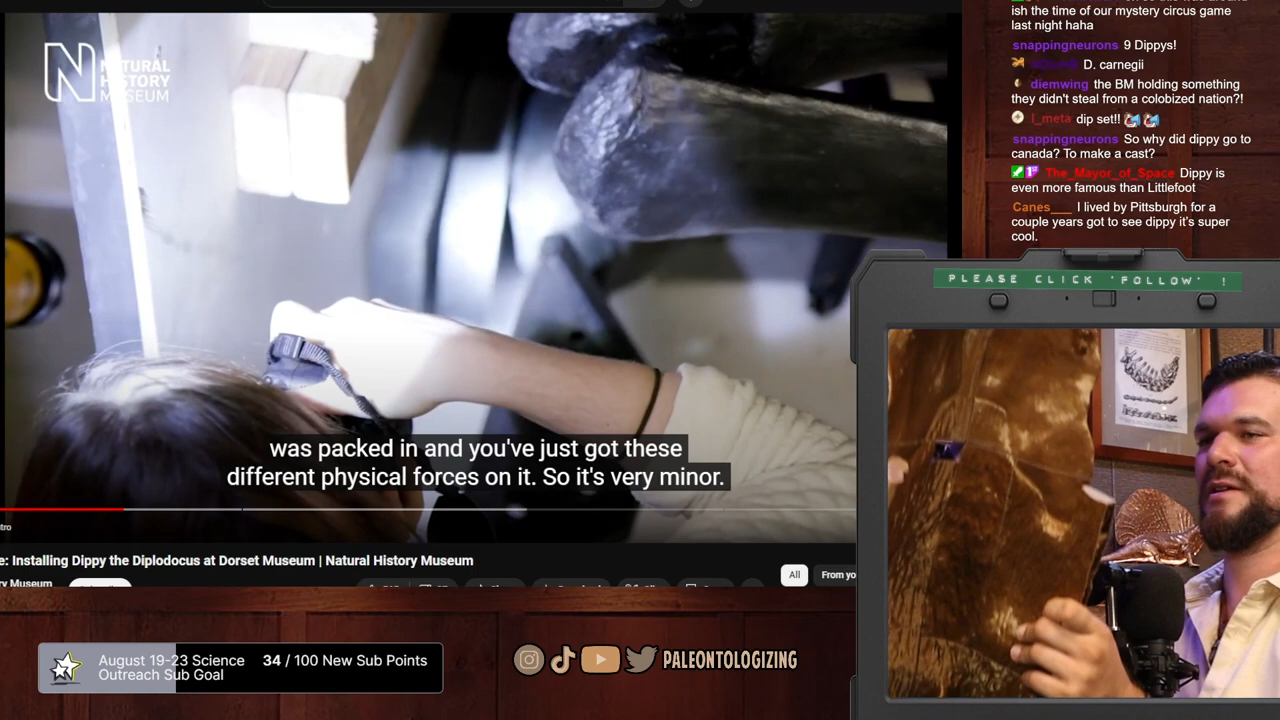 NATURAL
HISTORY
MUSEUM
was packed in and you've just got these
different physical forces on it. So it's very minor.
tro
e: Installing Dippy the Diplodocus at Dorset Museum | Natural History Museum
ry Museum
All
From yo
ish the time of our mystery circus game
last night haha
snappingneurons 9 Dippys!
D. carnegii
diemwing the BM holding something
they didn't steal from a colobized nation?!
l_meta dip set!!
snappingneurons So why did dippy go to
canada? To make a cast?
The_Mayor_of_Space Dippy is
even more famous than Littlefoot
Canes___ I lived by Pittsburgh for a
couple years got to see dippy it's super
cool.
PLEASE CLICK 'FOLLOW' !
August 19-23 Science
Outreach Sub Goal
34 / 100 New Sub Points
PALEONTOLOGIZING